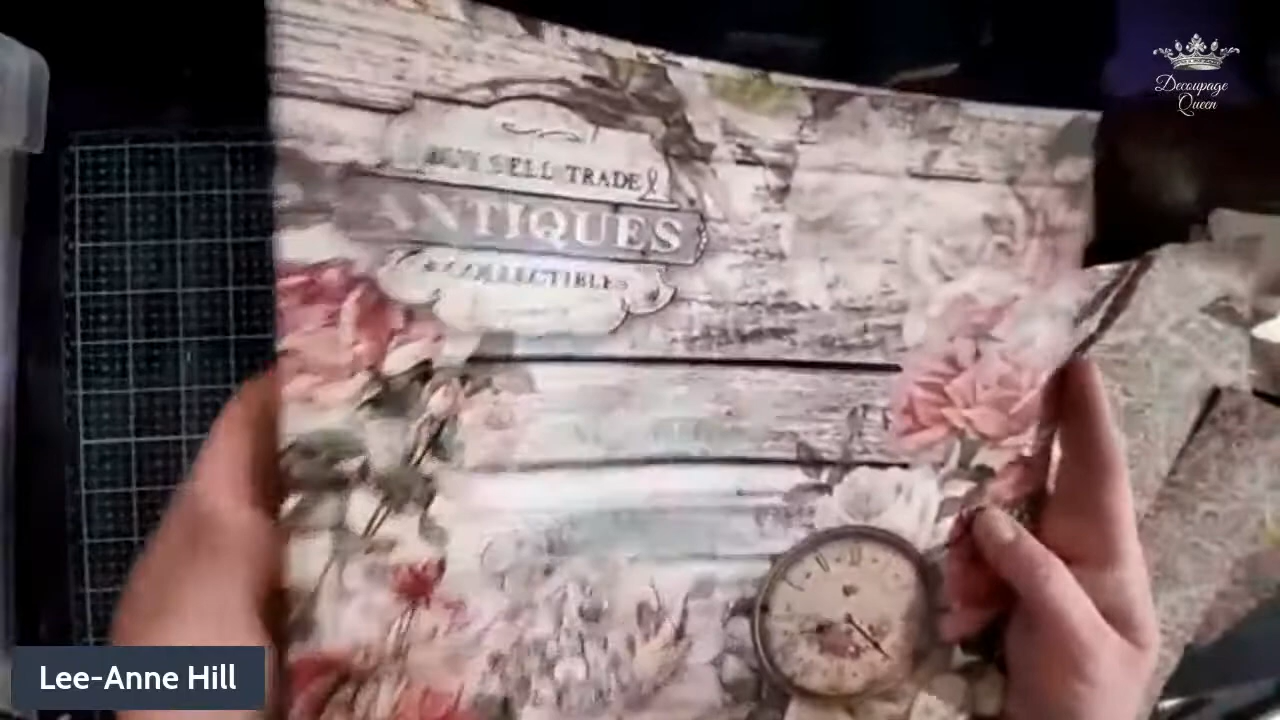 Decoupage
Queen
BUY SELL TRADE
ANTIQUES
& COLLECTIBLES
Lee-Anne Hill